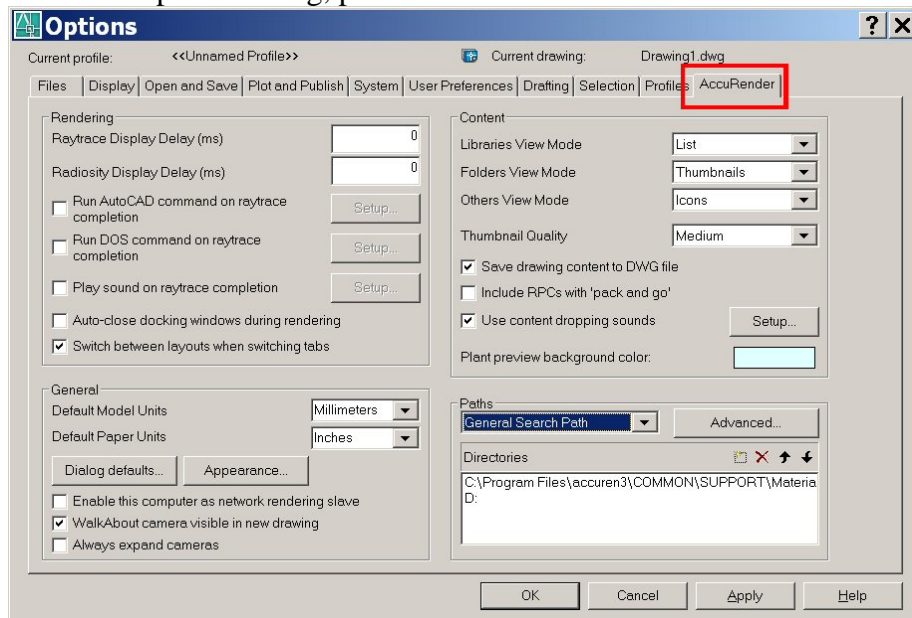 Options
Current profile: <<Unnamed Profile>> Current drawing: Drawing1.dwg
Files Display Open and Save Plot and Publish System User Preferences Drafting Selection Profiles AccuRender
Rendering
Raytrace Display Delay (ms) 0
Radiosity Display Delay (ms) 0
Run AutoCAD command on raytrace
completion
Setup...
Run DOS command on raytrace
completion
Setup...
Play sound on raytrace completion Setup...
Auto-close docking windows during rendering
Switch between layouts when switching tabs
Content
Libraries View Mode List
Folders View Mode Thumbnails
Others View Mode Icons
Thumbnail Quality Medium
Save drawing content to DWG file
Include RPCs with 'pack and go'
Use content dropping sounds Setup...
Plant preview background color:
General
Default Model Units Millimeters
Default Paper Units Inches
Dialog defaults... Appearance...
Enable this computer as network rendering slave
WalkAbout camera visible in new drawing
Always expand cameras
Paths
General Search Path Advanced...
Directories
C:\Program Files\accuren3\COMMON\SUPPORT\Materia
D:
OK Cancel Apply Help